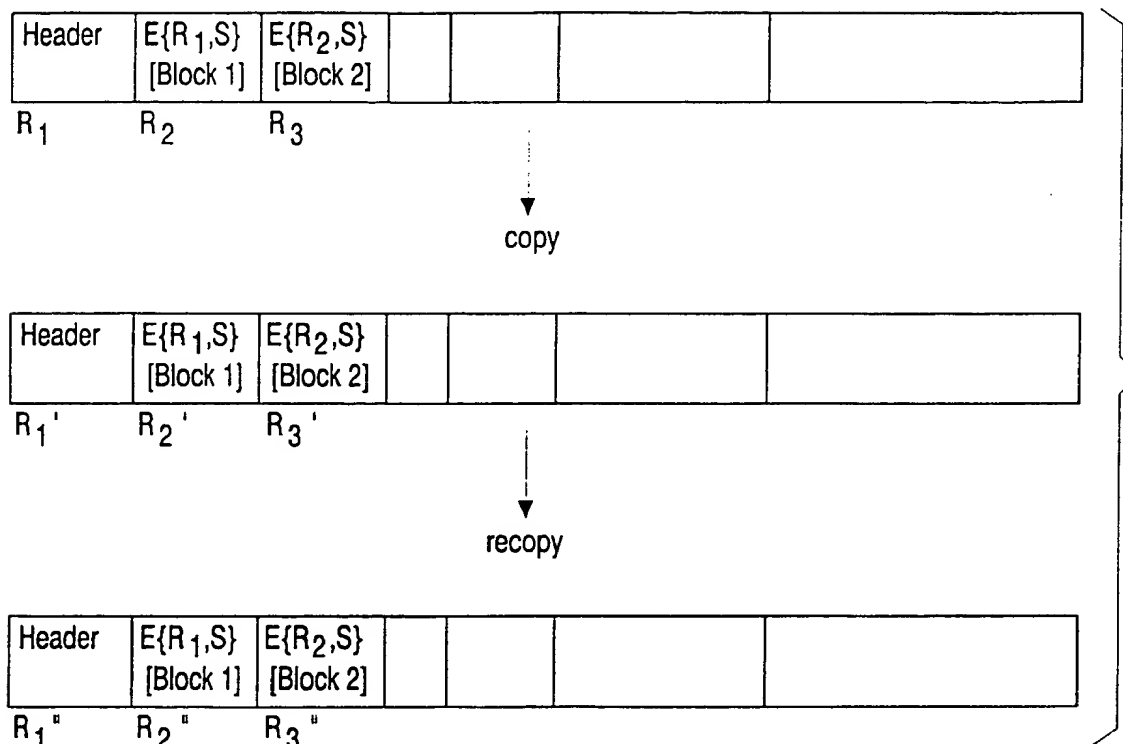 Header E{R1,S} E{R2,S}
[Block 1] [Block 2]
R1 R2 R3
copy
Header E{R1,S} E{R2,S}
[Block 1] [Block 2]
R1' R2' R3'
recopy
Header E{R1,S} E{R2,S}
[Block 1] [Block 2]
R1" R2" R3"